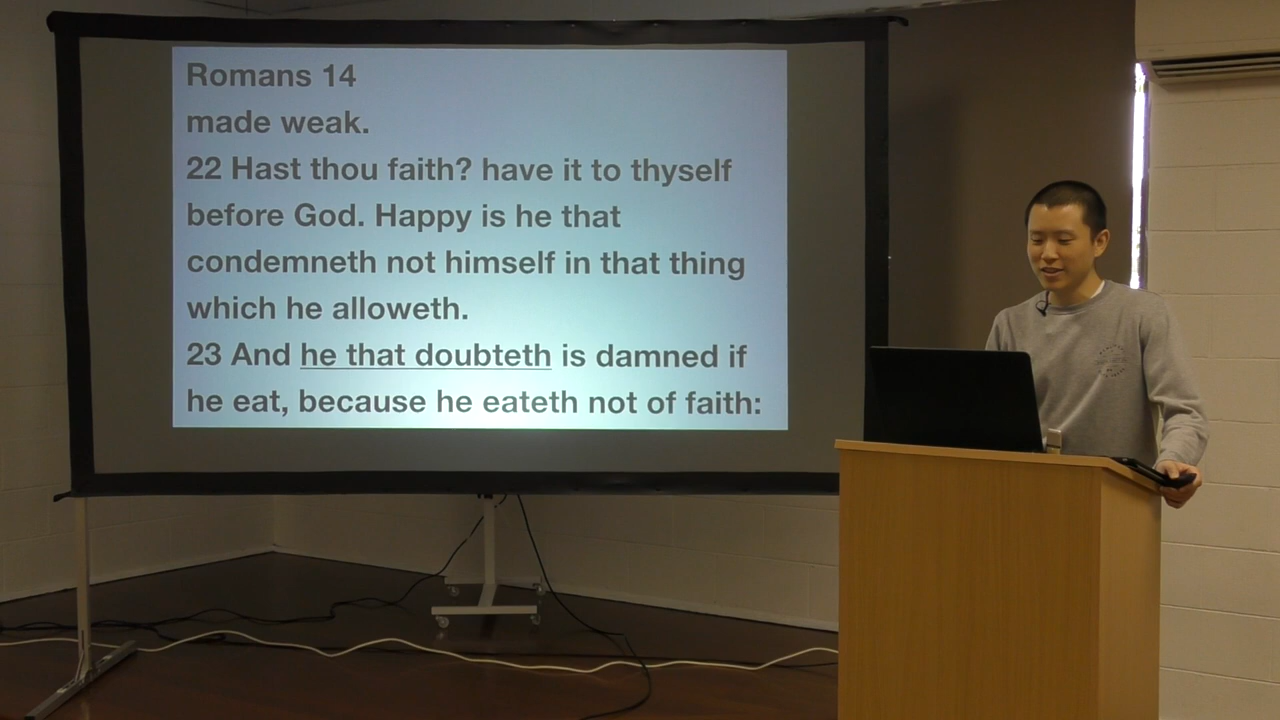 Romans 14
made weak.
22 Hast thou faith? have it to thyself
before God. Happy is he that
condemneth not himself in that thing
which he alloweth.
23 And he that doubteth is damned if
he eat, because he eateth not of faith: